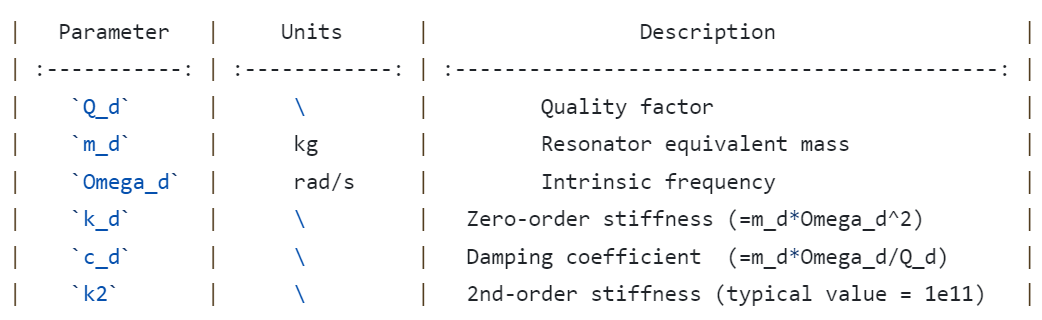 |   Parameter   |     Units      |                 Description                    |
| :-----------: | :------------: | :--------------------------------------------: |
|    `Q_d`      |      \         |         Quality factor                         |
|    `m_d`      |      kg        |         Resonator equivalent mass              |
|    `Omega_d`  |      rad/s     |         Intrinsic frequency                    |
|    `k_d`      |      \         |   Zero-order stiffness (=m_d*Omega_d^2)        |
|    `c_d`      |      \         |   Damping coefficient  (=m_d*Omega_d/Q_d)      |
|    `k2`       |      \         |   2nd-order stiffness (typical value = 1e11)   |